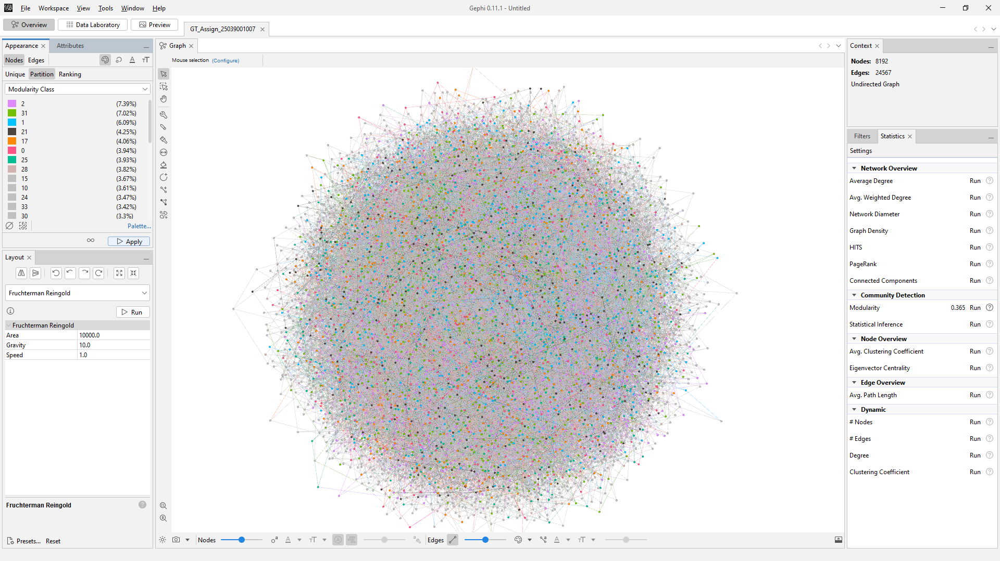 File Workspace View Tools Window Help
Gephi 0.11.1 - Untitled
Overview Data Laboratory Preview
GT_Assign_25039001007
Appearance Attributes
Nodes Edges
Unique Partition Ranking
Modularity Class
2 (7.39%)
31 (7.02%)
1 (6.09%)
21 (4.25%)
17 (4.06%)
0 (3.94%)
25 (3.93%)
28 (3.82%)
15 (3.67%)
10 (3.61%)
24 (3.47%)
33 (3.42%)
30 (3.3%)
Palette...
Apply
Layout
Fruchterman Reingold
Run
Fruchterman Reingold
Area 10000.0
Gravity 10.0
Speed 1.0
Fruchterman Reingold
Presets... Reset
Graph
Mouse selection (Configure)
Nodes
Edges
Context
Nodes: 8192
Edges: 24567
Undirected Graph
Filters Statistics
Settings
Network Overview
Average Degree Run
Avg. Weighted Degree Run
Network Diameter Run
Graph Density Run
HITS Run
PageRank Run
Connected Components Run
Community Detection
Modularity 0.365 Run
Statistical Inference Run
Node Overview
Avg. Clustering Coefficient Run
Eigenvector Centrality Run
Edge Overview
Avg. Path Length Run
Dynamic
# Nodes Run
# Edges Run
Degree Run
Clustering Coefficient Run